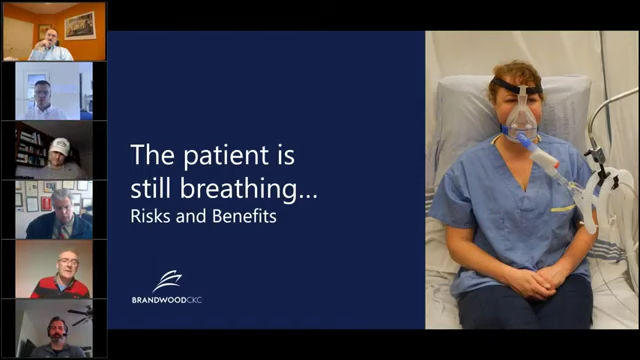 The patient is
still breathing...
Risks and Benefits
BRANDWOODCKC